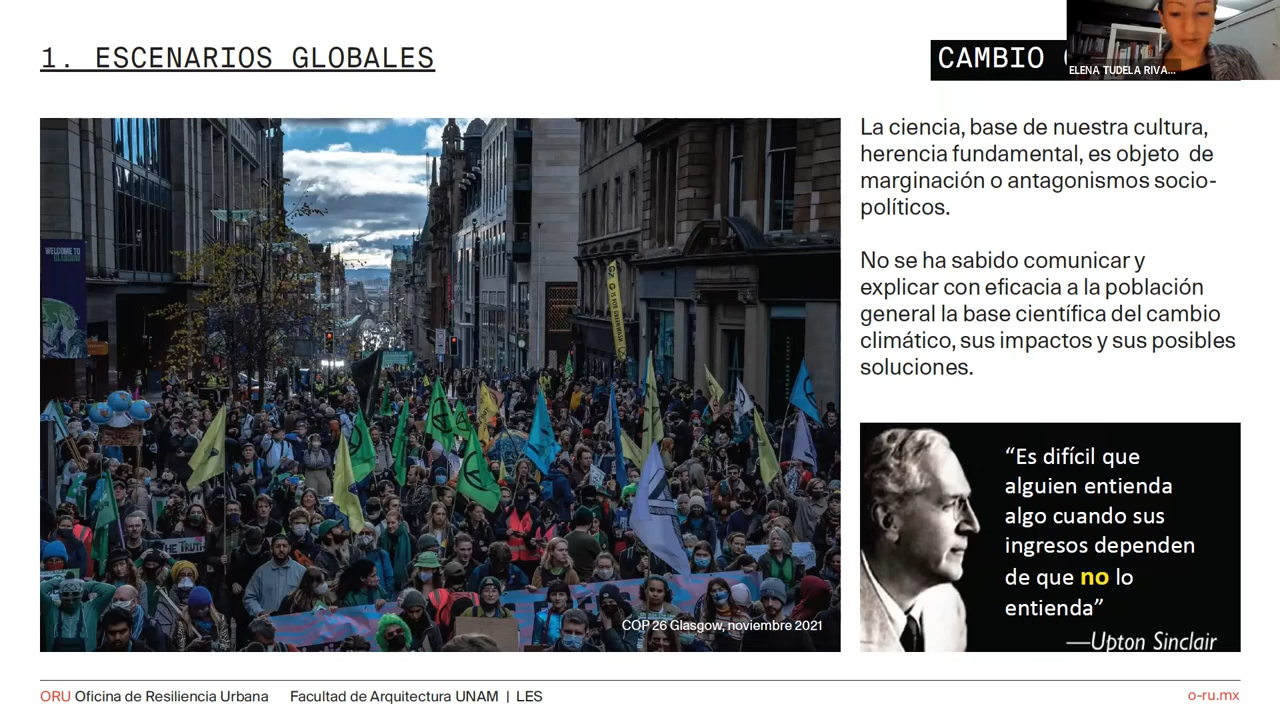 1. ESCENARIOS GLOBALES
CAMBIO
ELENA TUDELA RIVA...
La ciencia, base de nuestra cultura,
herencia fundamental, es objeto de
marginación o antagonismos socio-
políticos.
No se ha sabido comunicar y
explicar con eficacia a la población
general la base científica del cambio
climático, sus impactos y sus posibles
soluciones.
WELCOME TO
THE TRUTH
COP 26 Glasgow, noviembre 2021
“Es difícil que
alguien entienda
algo cuando sus
ingresos dependen
de que no lo
entienda”
—Upton Sinclair
ORU Oficina de Resiliencia Urbana Facultad de Arquitectura UNAM | LES
o-ru.mx